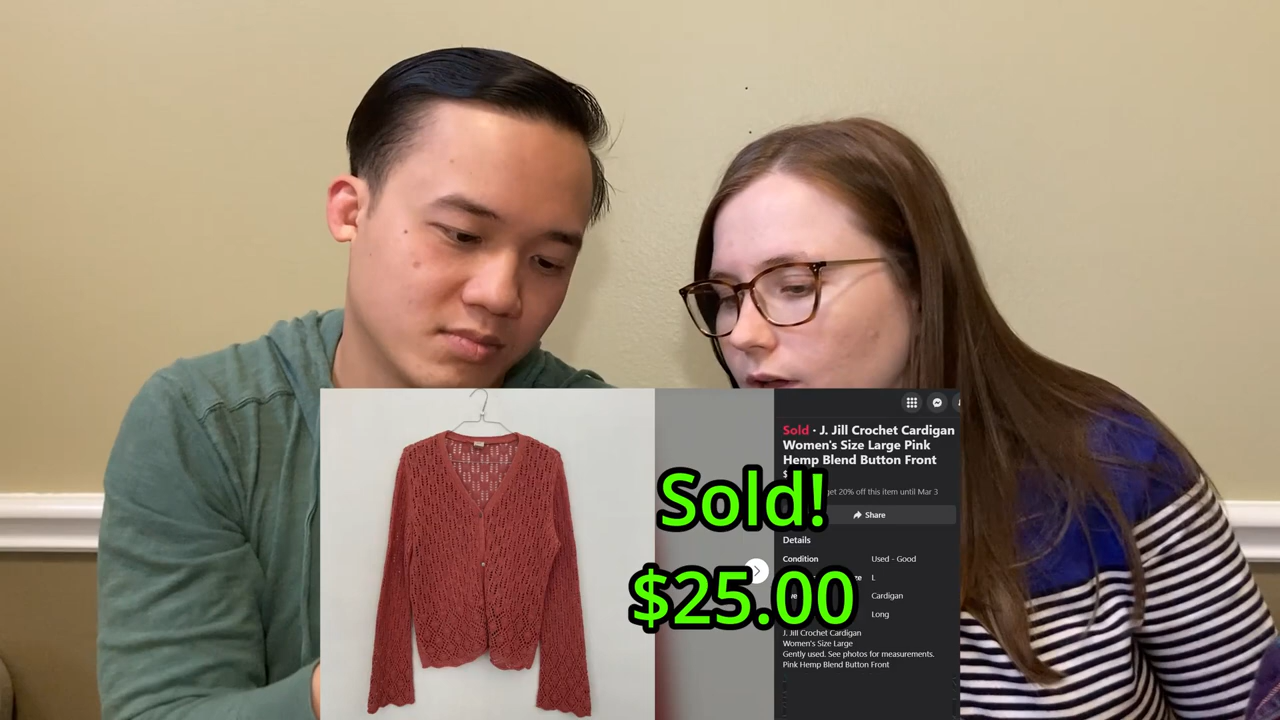 Sold · J. Jill Crochet Cardigan
Women's Size Large Pink
Hemp Blend Button Front
$
get 20% off this item until Mar 3
Share
Sold!
$25.00
Details
Condition Used - Good
L
Cardigan
Long
J. Jill Crochet Cardigan
Women's Size Large
Gently used. See photos for measurements.
Pink Hemp Blend Button Front